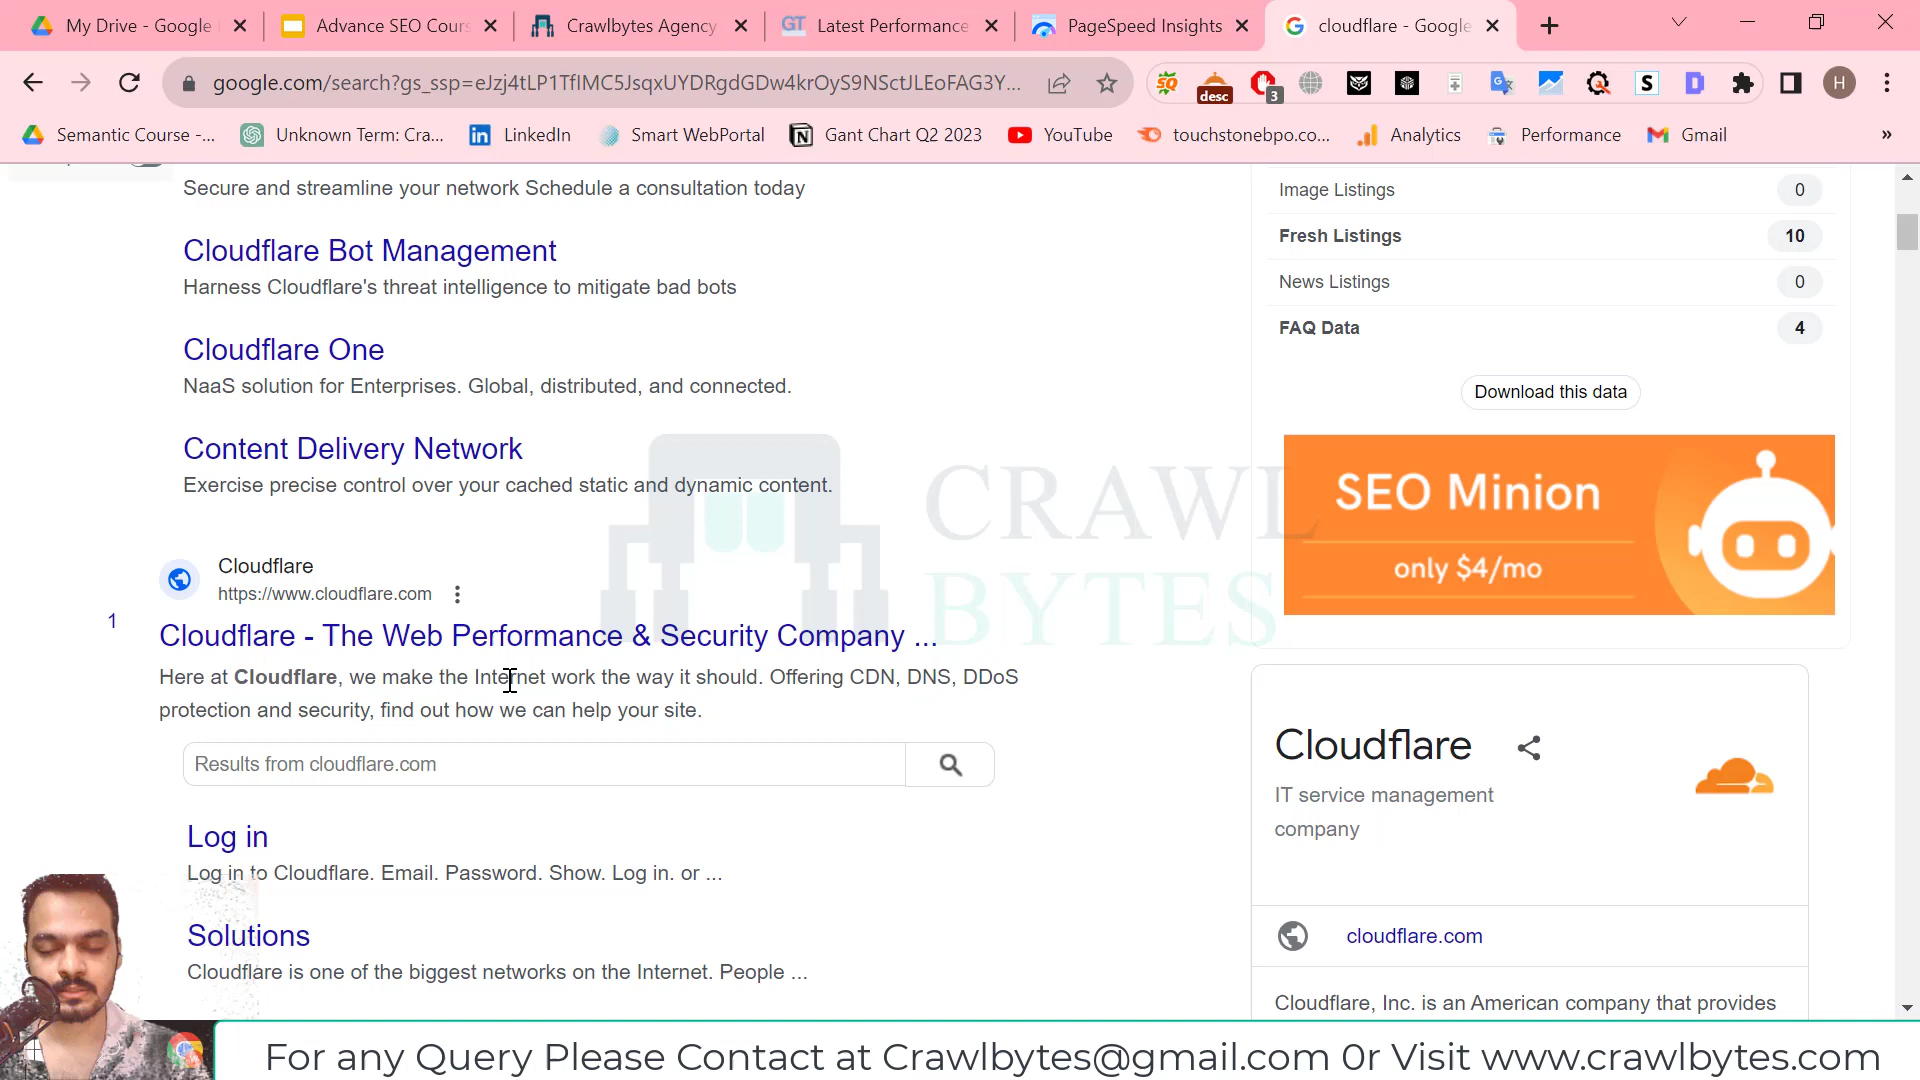 My Drive - Google
Advance SEO Cours
Crawlbytes Agency
GT Latest Performance
PageSpeed Insights
cloudflare - Google
google.com/search?gs_ssp=eJzj4tLP1TflMC5JsqxUYDRgdGDw4krOyS9NSctJLEoFAG3Y...
desc
3
Semantic Course -...
Unknown Term: Cra...
LinkedIn
Smart WebPortal
Gant Chart Q2 2023
YouTube
touchstonebpo.co...
Analytics
Performance
Gmail
»
Secure and streamline your network Schedule a consultation today
Cloudflare Bot Management
Harness Cloudflare's threat intelligence to mitigate bad bots
Cloudflare One
NaaS solution for Enterprises. Global, distributed, and connected.
Content Delivery Network
Exercise precise control over your cached static and dynamic content.
Cloudflare
https://www.cloudflare.com
1
Cloudflare - The Web Performance & Security Company ...
Here at Cloudflare, we make the Internet work the way it should. Offering CDN, DNS, DDoS
protection and security, find out how we can help your site.
Results from cloudflare.com
Log in
Log in to Cloudflare. Email. Password. Show. Log in. or ...
Solutions
Cloudflare is one of the biggest networks on the Internet. People ...
CRAWL
BYTES
Image Listings 0
Fresh Listings 10
News Listings 0
FAQ Data 4
Download this data
SEO Minion
only $4/mo
Cloudflare
IT service management
company
cloudflare.com
Cloudflare, Inc. is an American company that provides
For any Query Please Contact at Crawlbytes@gmail.com 0r Visit www.crawlbytes.com
H